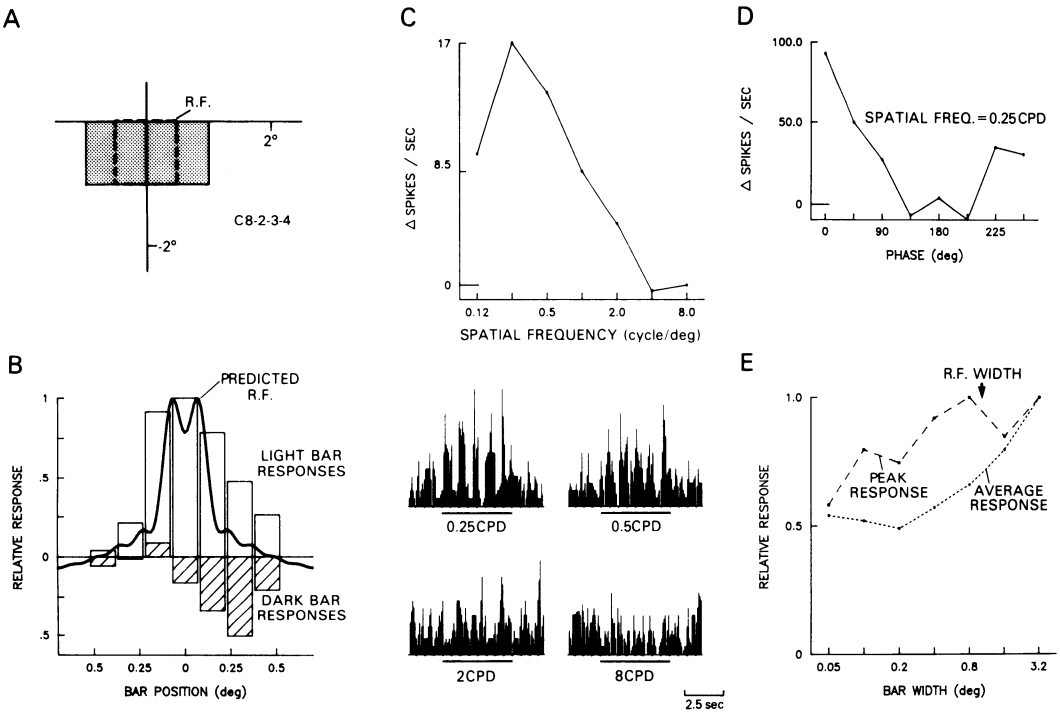 A
R.F.
2°
C8-2-3-4
-2°
B
PREDICTED
R.F.
LIGHT BAR
RESPONSES
DARK BAR
RESPONSES
RELATIVE RESPONSE
1
.5
0
.5
0.5
0.25
0
0.25
0.5
BAR POSITION (deg)
C
17
8.5
0
Δ SPIKES / SEC
0.12
0.5
2.0
8.0
SPATIAL FREQUENCY (cycle/deg)
0.25CPD
0.5CPD
2CPD
8CPD
2.5 sec
D
100.0
50.0
0
Δ SPIKES / SEC
SPATIAL FREQ. = 0.25CPD
0
90
180
225
PHASE (deg)
E
R.F. WIDTH
1.0
0.5
0
RELATIVE RESPONSE
PEAK
RESPONSE
AVERAGE
RESPONSE
0.05
0.2
0.8
3.2
BAR WIDTH (deg)